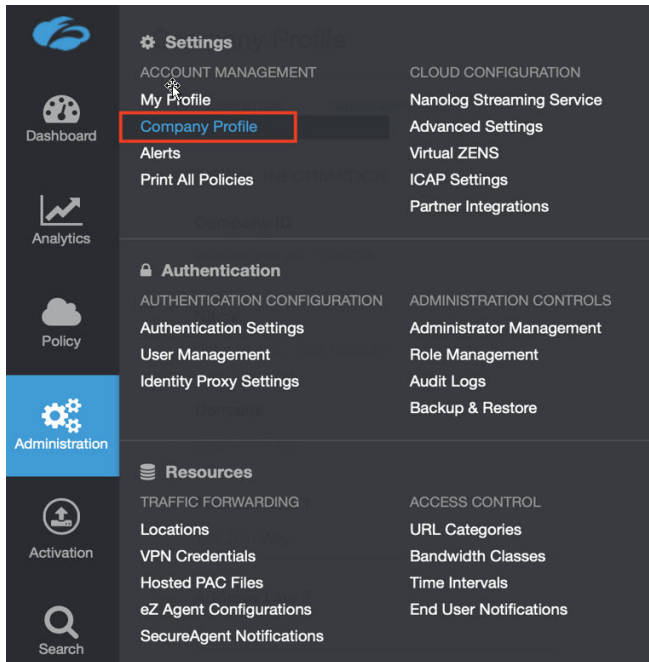 Dashboard
Analytics
Policy
Administration
Activation
Search
Settings
ACCOUNT MANAGEMENT
My Profile
Company Profile
Alerts
Print All Policies
CLOUD CONFIGURATION
Nanolog Streaming Service
Advanced Settings
Virtual ZENS
ICAP Settings
Partner Integrations
Authentication
AUTHENTICATION CONFIGURATION
Authentication Settings
User Management
Identity Proxy Settings
ADMINISTRATION CONTROLS
Administrator Management
Role Management
Audit Logs
Backup & Restore
Resources
TRAFFIC FORWARDING
Locations
VPN Credentials
Hosted PAC Files
eZ Agent Configurations
SecureAgent Notifications
ACCESS CONTROL
URL Categories
Bandwidth Classes
Time Intervals
End User Notifications